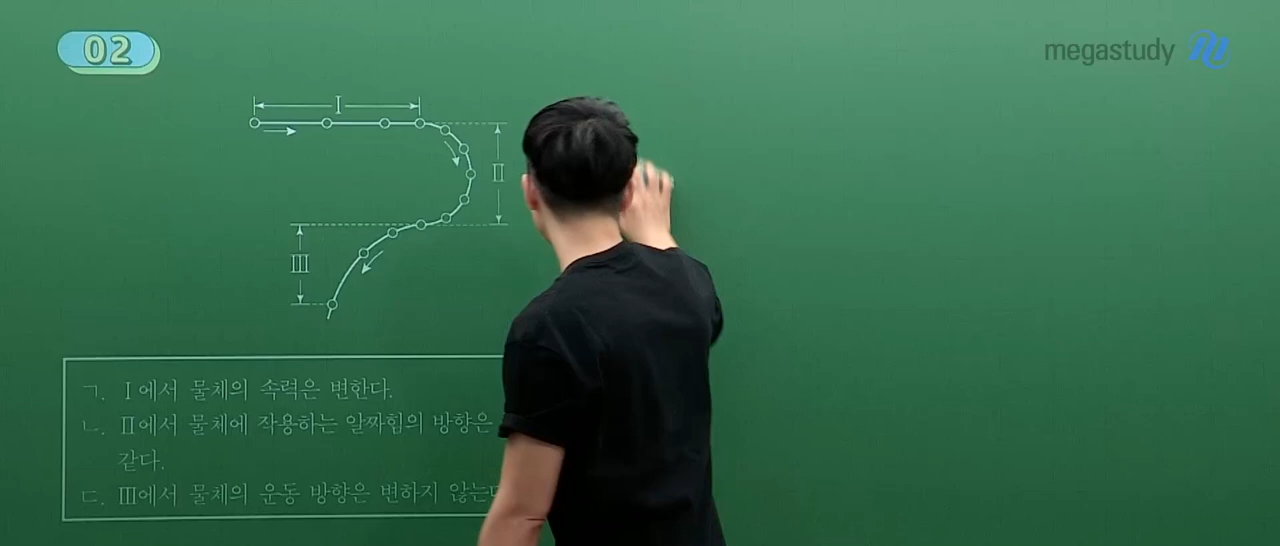 02
megastudy
Ⅰ
Ⅱ
Ⅲ
ㄱ. Ⅰ에서 물체의 속력은 변한다.
ㄴ. Ⅱ에서 물체에 작용하는 알짜힘의 방향은
같다.
ㄷ. Ⅲ에서 물체의 운동 방향은 변하지